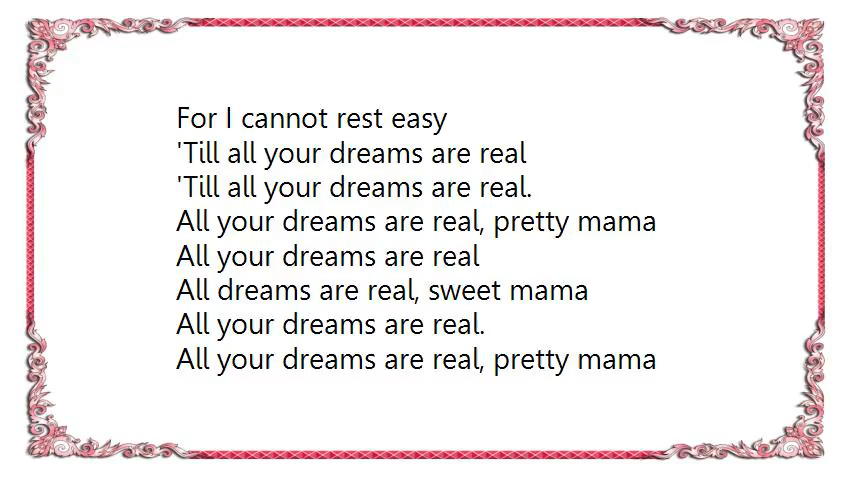 For I cannot rest easy
'Till all your dreams are real
'Till all your dreams are real.
All your dreams are real, pretty mama
All your dreams are real
All dreams are real, sweet mama
All your dreams are real.
All your dreams are real, pretty mama